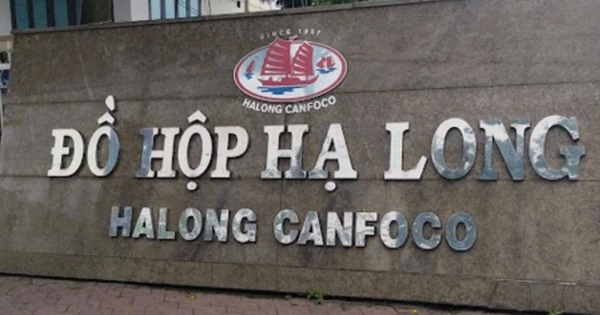 SINCE 1957
HALONG CANFOCO
ĐỒ HỘP HẠ LONG
HALONG CANFOCO